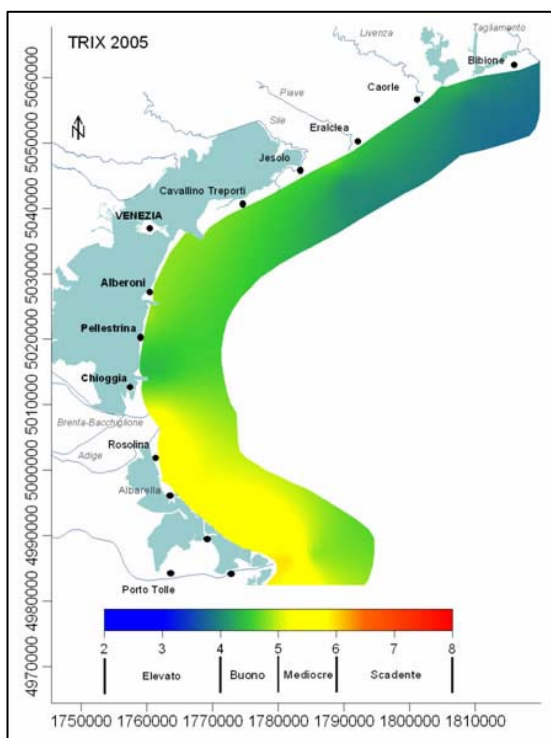 TRIX 2005
Tagliamento
Livenza
Bibione
Caorle
Piave
Eralclea
Sile
Jesolo
N
Cavallino Treporti
VENEZIA
Alberoni
Pellestrina
Chioggia
Brenta-Bacchiglione
Rosolina
Adige
Albarella
Porto Tolle
5060000
5050000
5040000
5030000
5020000
5010000
5000000
4990000
4980000
4970000
2 3 4 5 6 7 8
Elevato Buono Mediocre Scadente
1750000 1760000 1770000 1780000 1790000 1800000 1810000